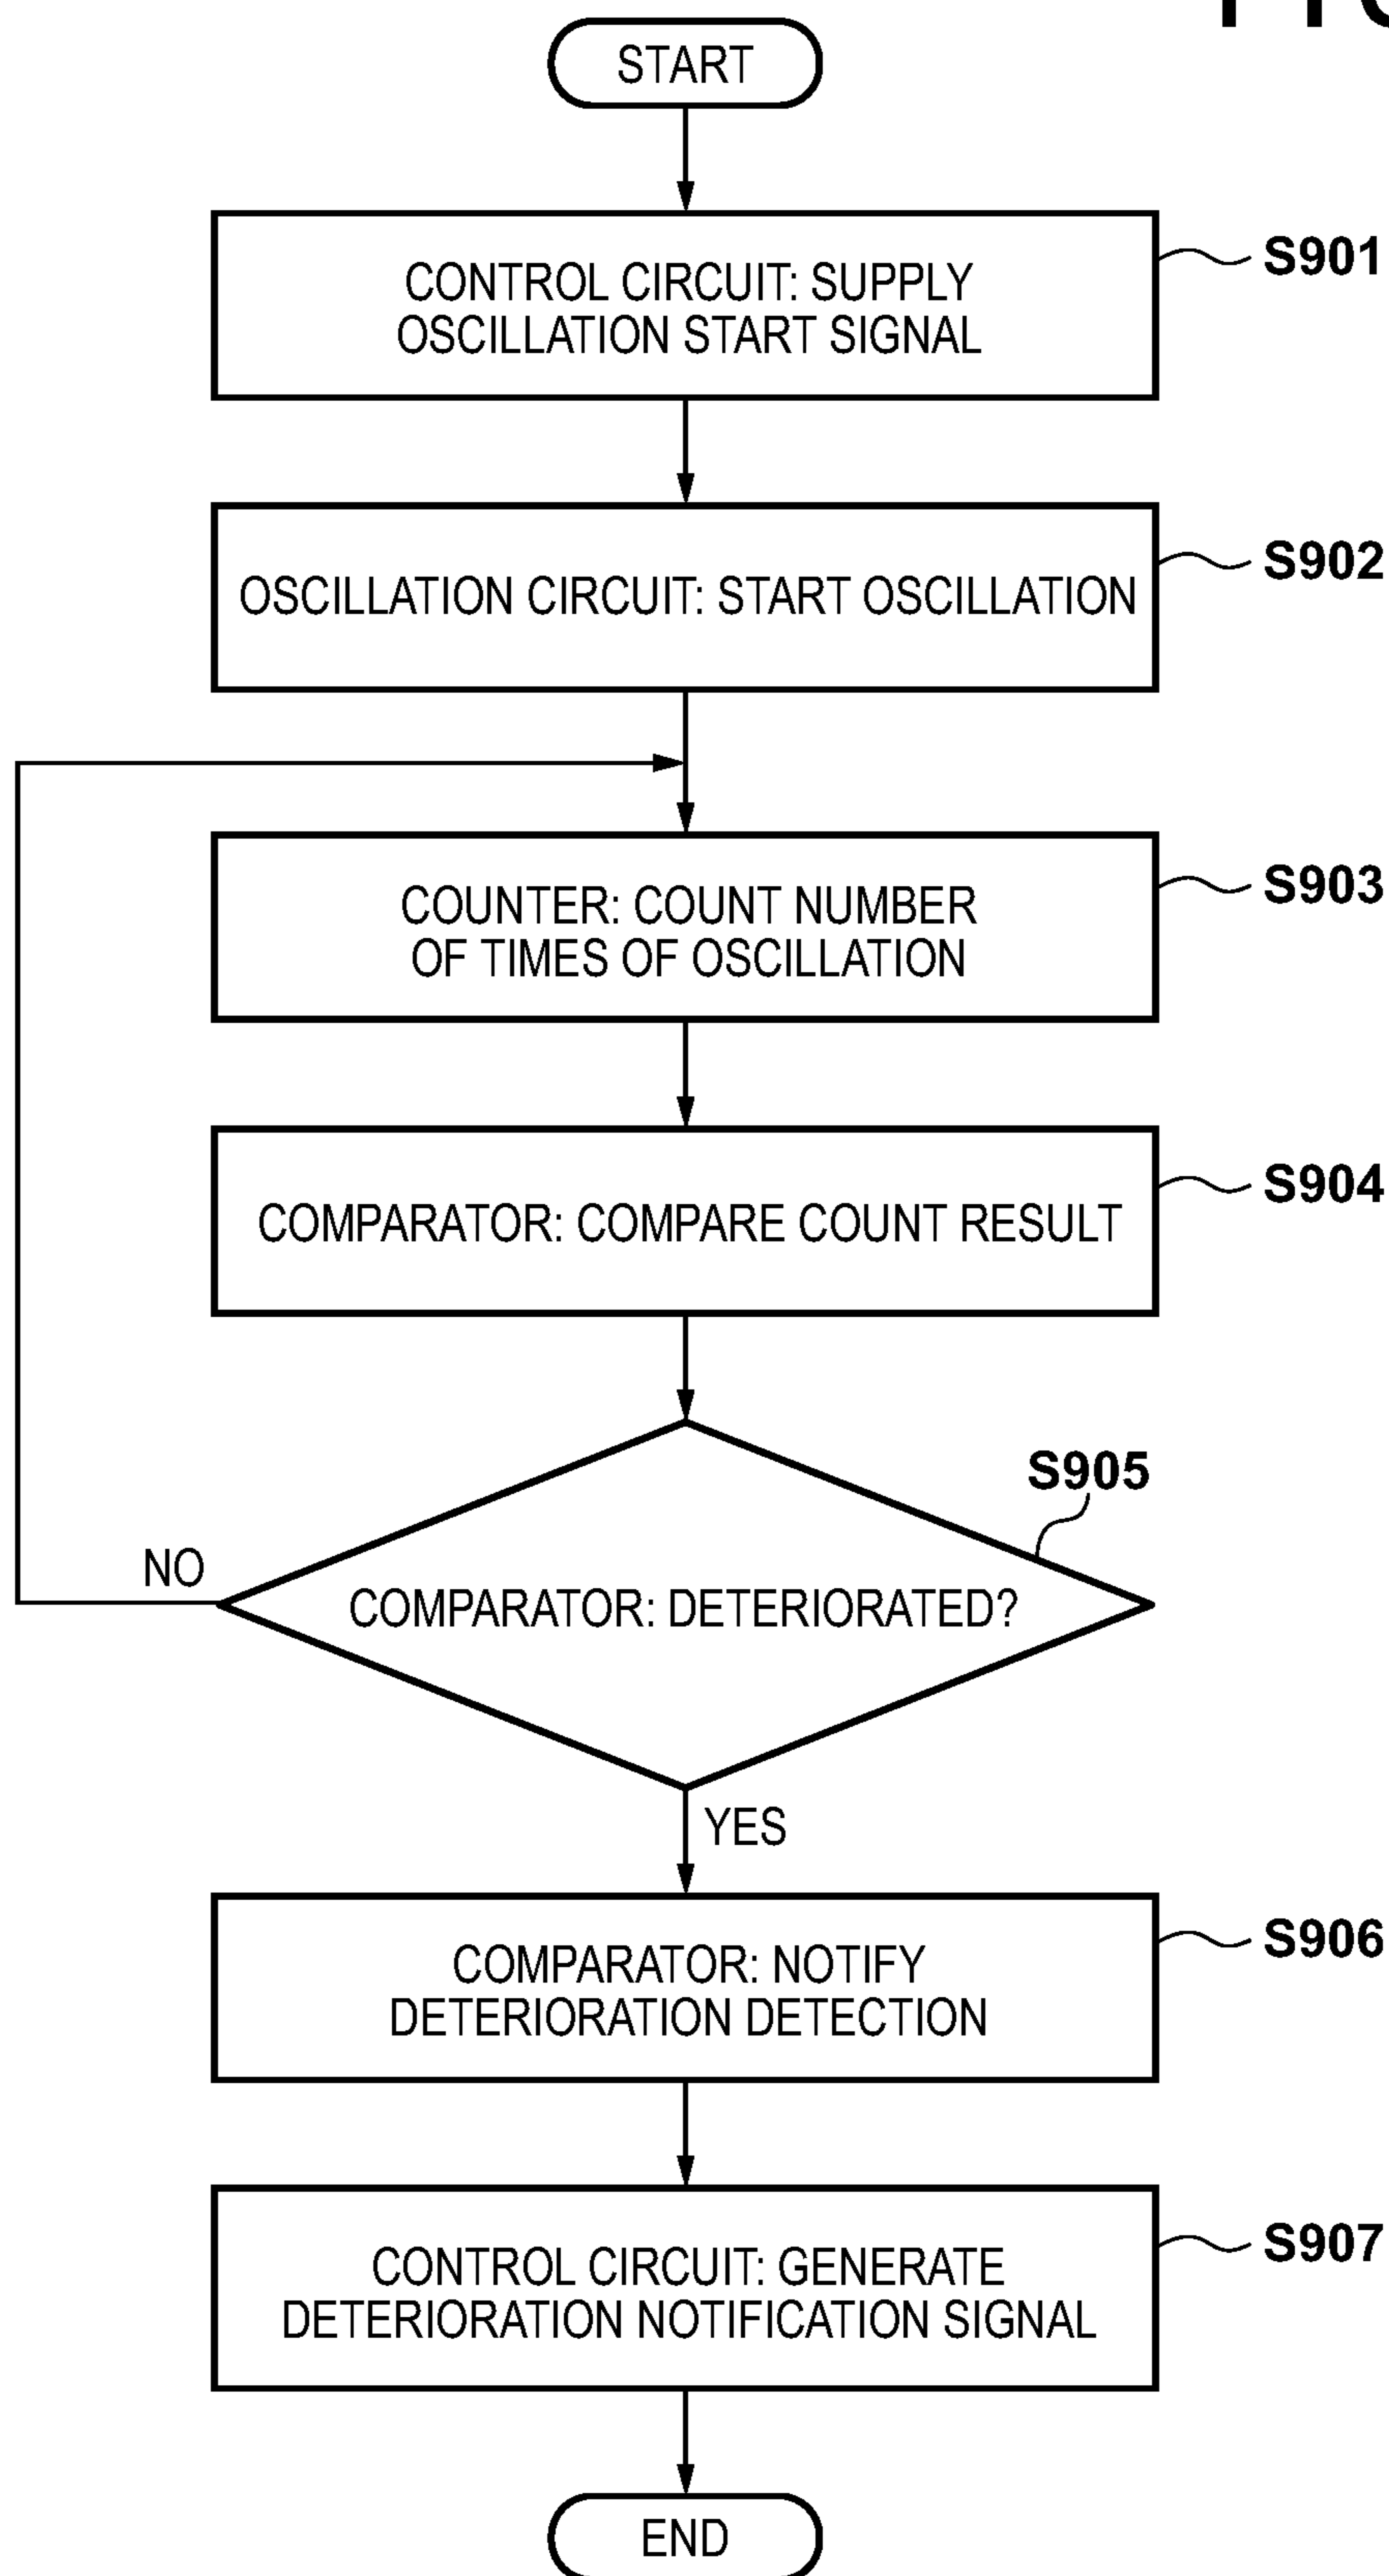 START
CONTROL CIRCUIT: SUPPLY
OSCILLATION START SIGNAL
S901
OSCILLATION CIRCUIT: START OSCILLATION
S902
COUNTER: COUNT NUMBER
OF TIMES OF OSCILLATION
S903
COMPARATOR: COMPARE COUNT RESULT
S904
S905
NO
COMPARATOR: DETERIORATED?
YES
COMPARATOR: NOTIFY
DETERIORATION DETECTION
S906
CONTROL CIRCUIT: GENERATE
DETERIORATION NOTIFICATION SIGNAL
S907
END